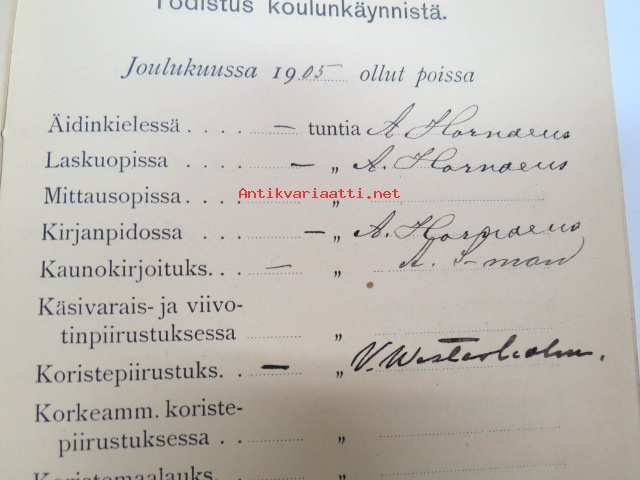 Todistus koulunkäynnistä.
Joulukuussa 1905 ollut poissa
Äidinkielessä . . . . — tuntia A. Hornaeus
Laskuopissa . . . . — „ A. Hornaeus
Mittausopissa . . . „
Antikvariaatti.net
Kirjanpidossa . . . — „ A. Hornaeus
Kaunokirjoituks. . . — „ A.
Käsivarais- ja viivo-
tinpiirustuksessa „
Koristepiirustuks. . — „ V. Westerholm.
Korkeamm. koriste-
piirustuksessa . . „
Koristemaalauks. „